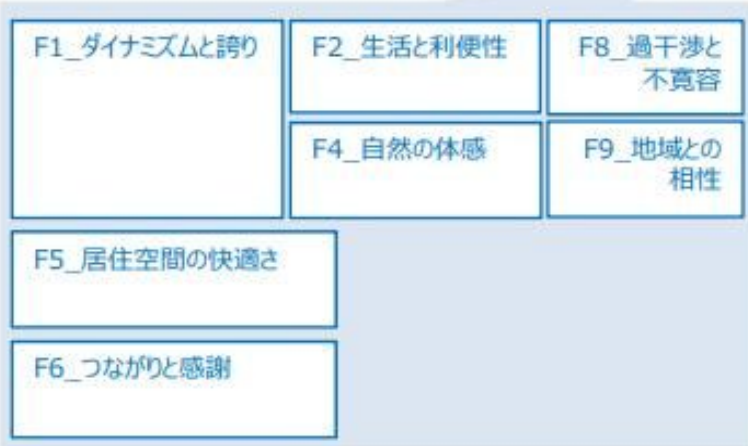 F1_ダイナミズムと誇り
F2_生活と利便性
F8_過干渉と
不寛容
F4_自然の体感
F9_地域との
相性
F5_居住空間の快適さ
F6_つながりと感謝